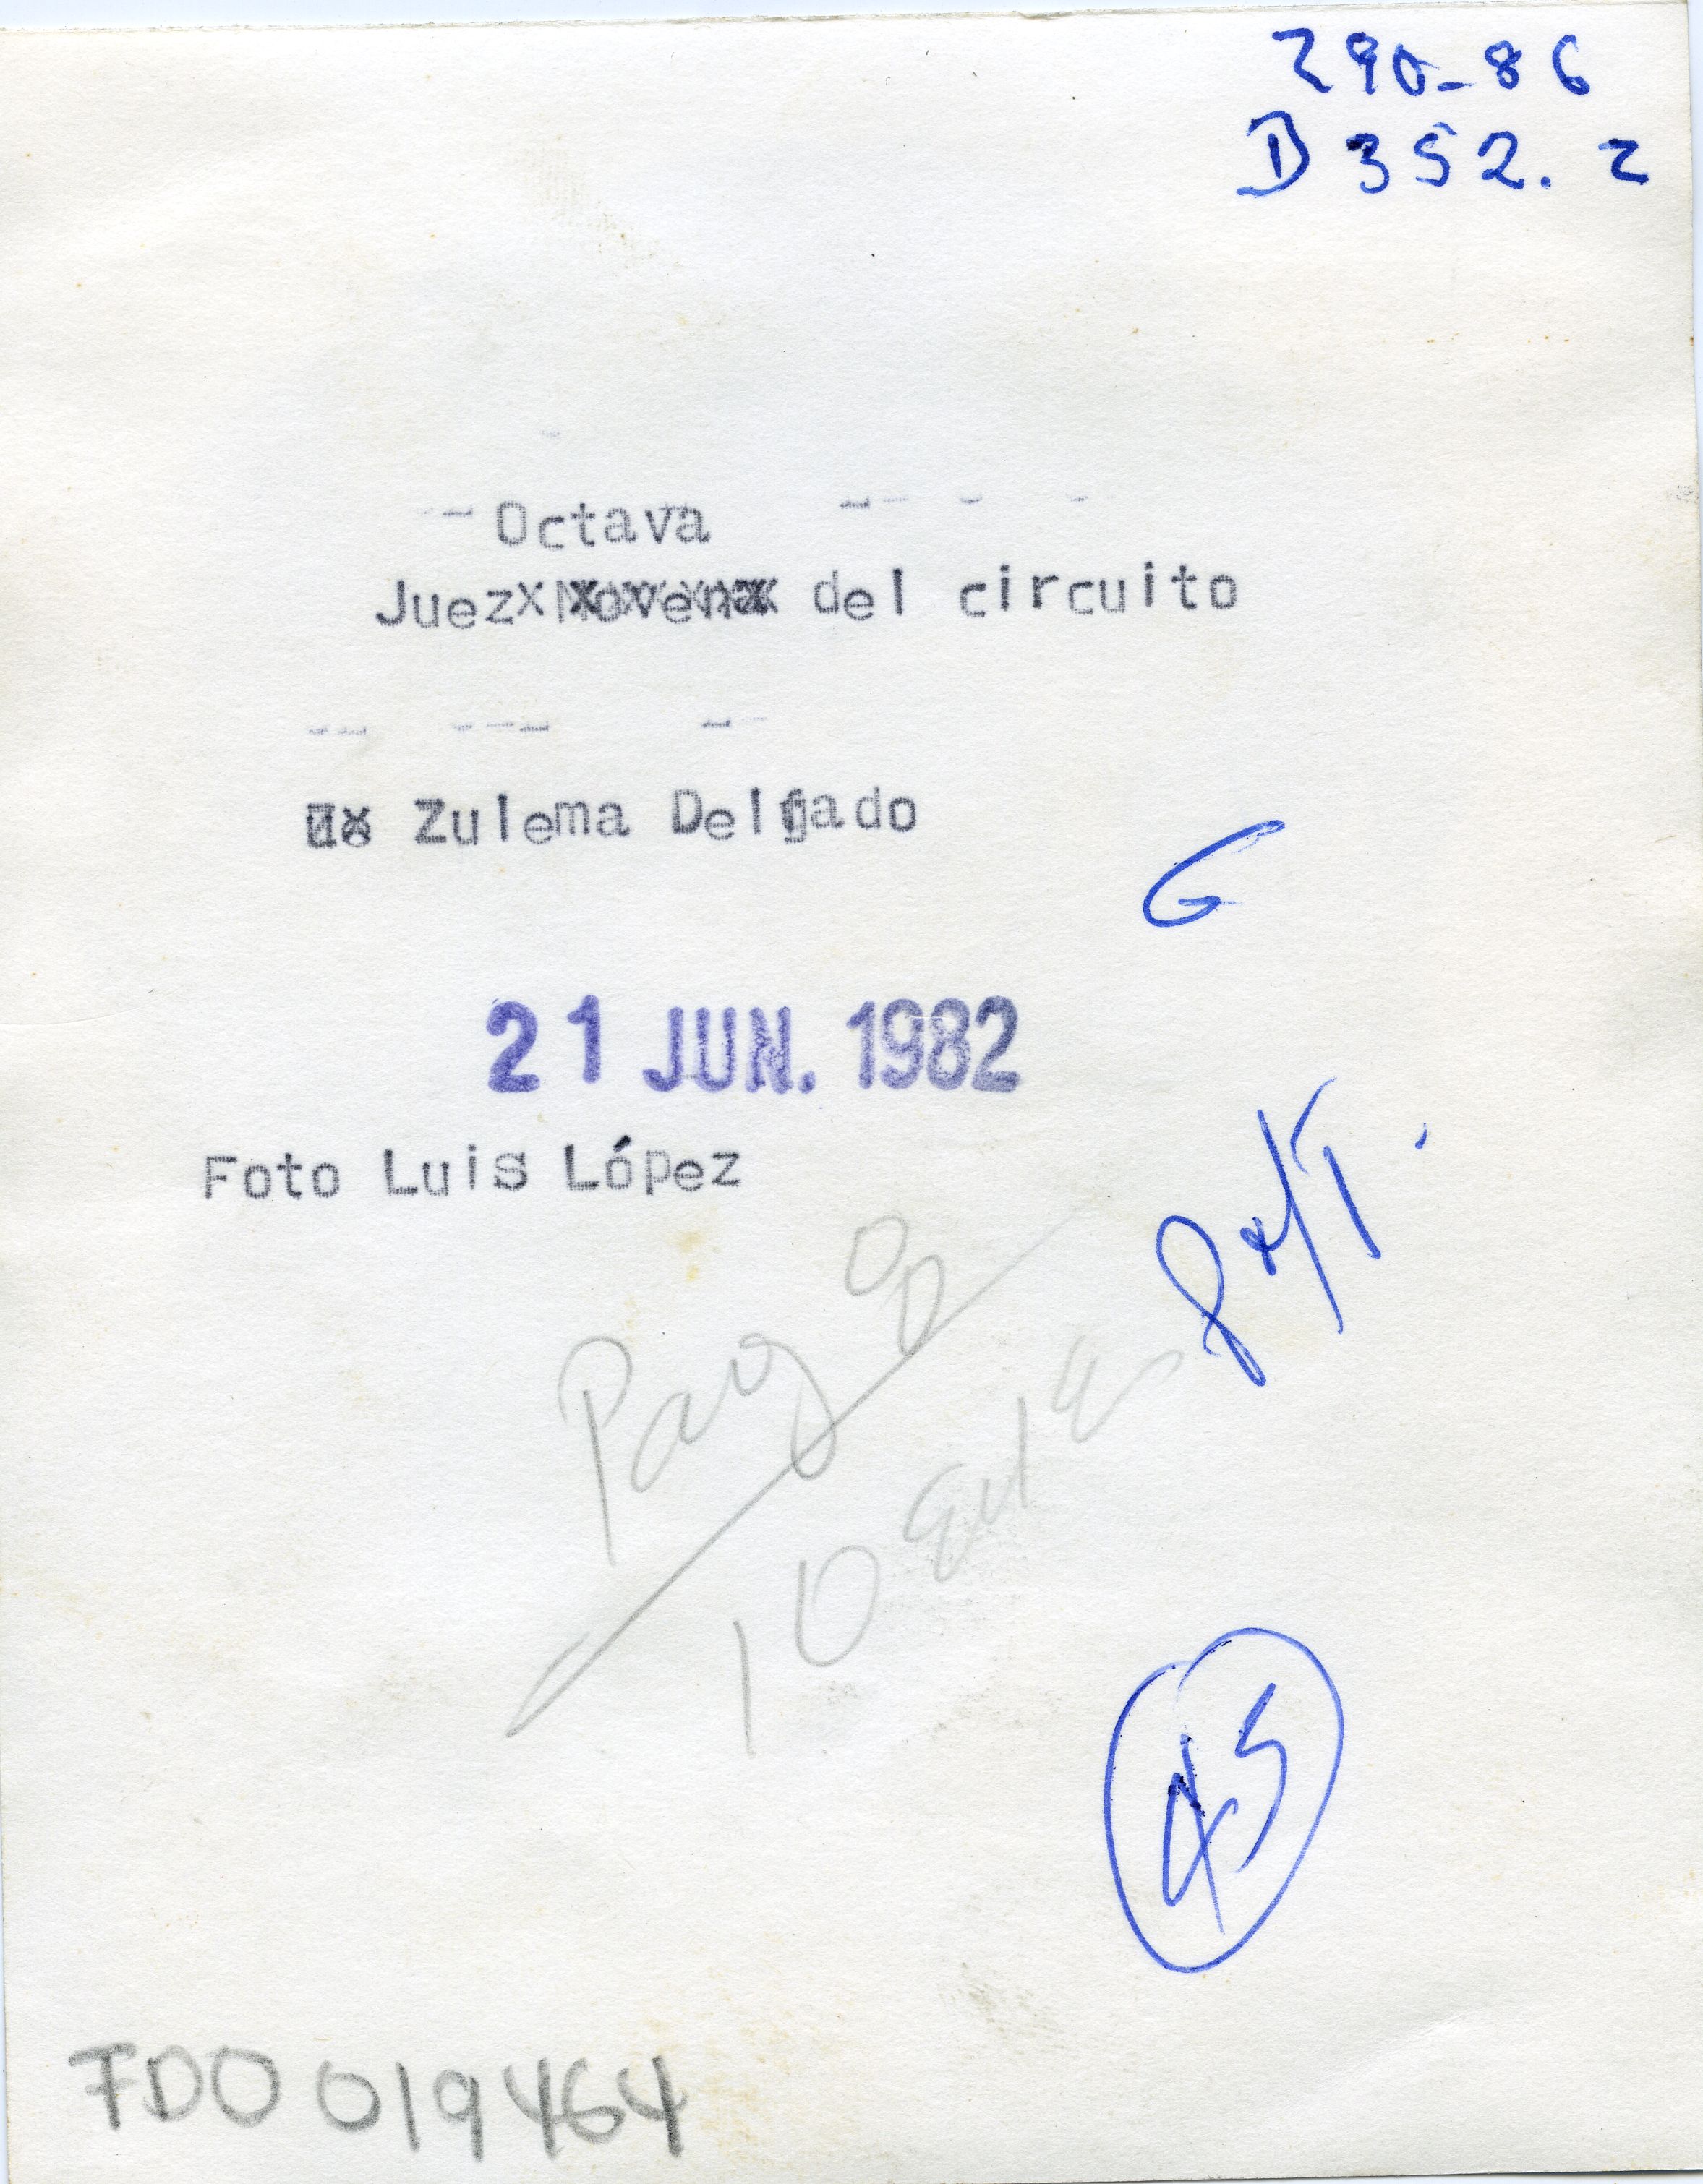 290-86
D 352.2
Octava
Juez Novena del circuito
Zulema Delgado
G
21 JUN. 1982
Foto Luis López
Pag 8
10
45
FDO 019464